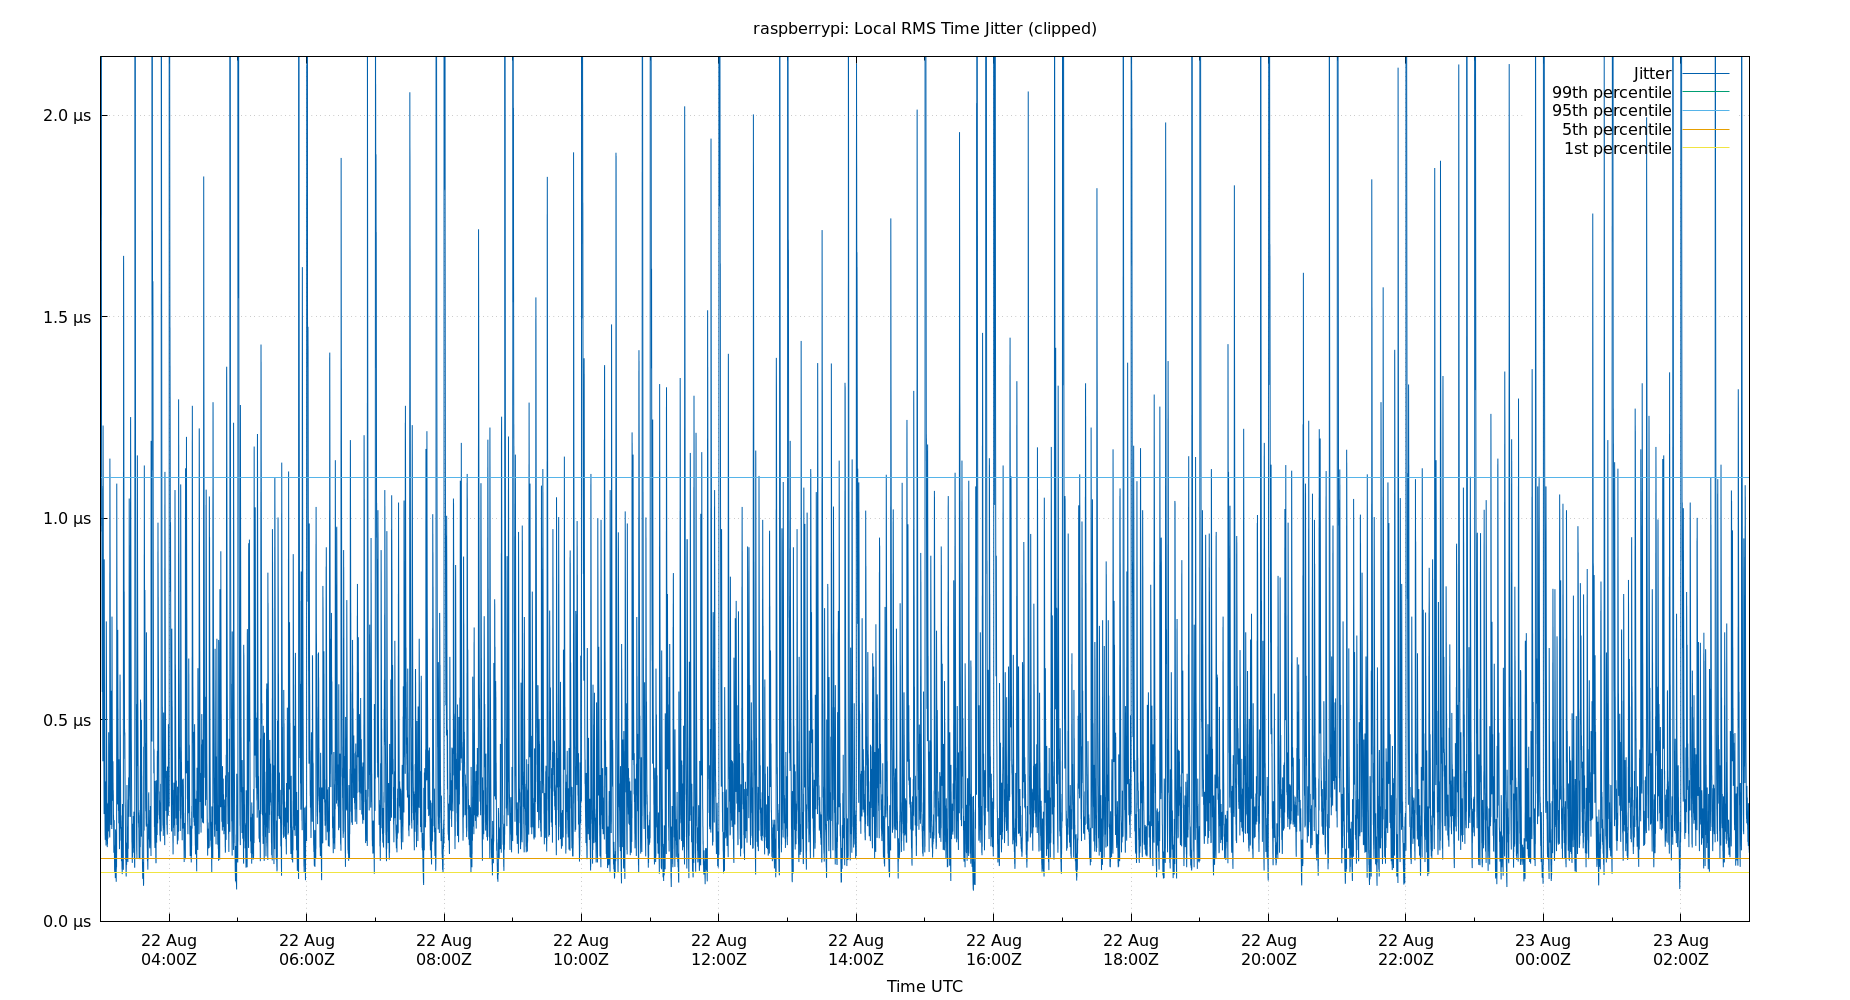 raspberrypi: Local RMS Time Jitter (clipped)
Jitter
99th percentile
95th percentile
5th percentile
1st percentile
2.0 µs
1.5 µs
1.0 µs
0.5 µs
0.0 µs
22 Aug 22 Aug 22 Aug 22 Aug 22 Aug 22 Aug 22 Aug 22 Aug 22 Aug 22 Aug 23 Aug 23 Aug
04:00Z 06:00Z 08:00Z 10:00Z 12:00Z 14:00Z 16:00Z 18:00Z 20:00Z 22:00Z 00:00Z 02:00Z
Time UTC